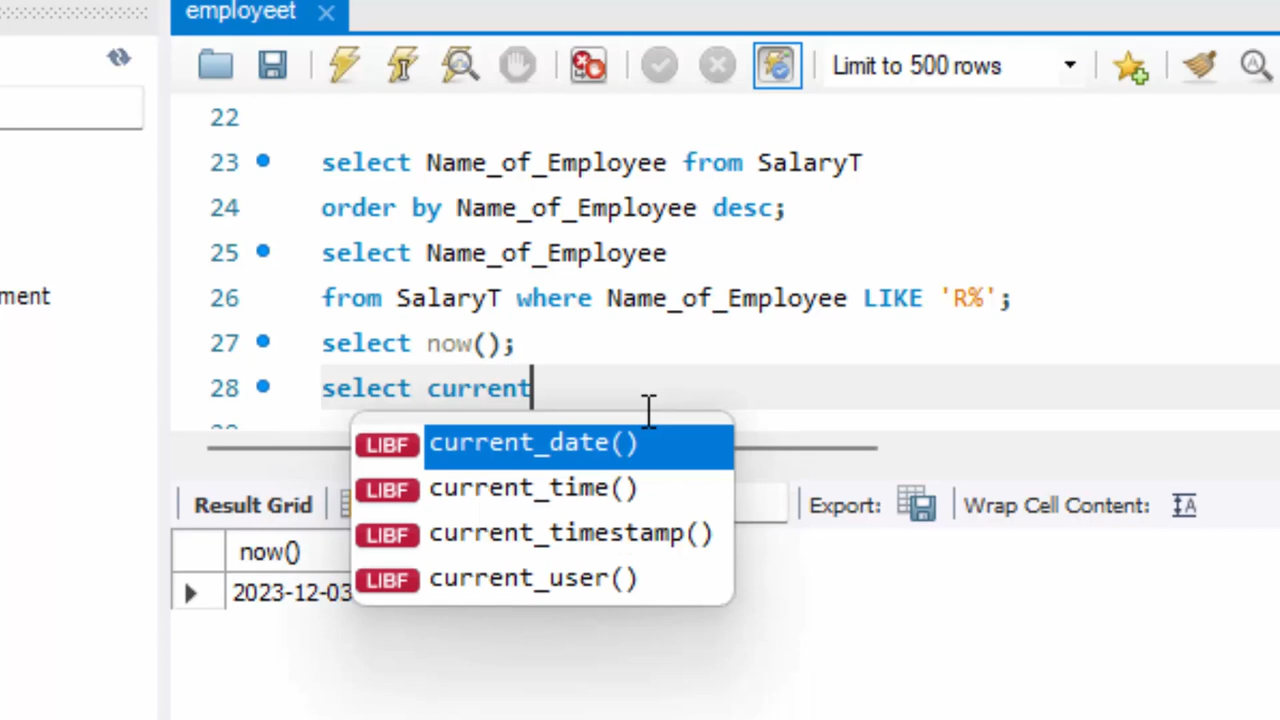 employeet
Limit to 500 rows
22
23 select Name_of_Employee from SalaryT
24 order by Name_of_Employee desc;
25 select Name_of_Employee
ment
26 from SalaryT where Name_of_Employee LIKE 'R%';
27 select now();
28 select current
LIBF current_date()
LIBF current_time()
LIBF current_timestamp()
LIBF current_user()
Result Grid
Export:
Wrap Cell Content:
now()
2023-12-03